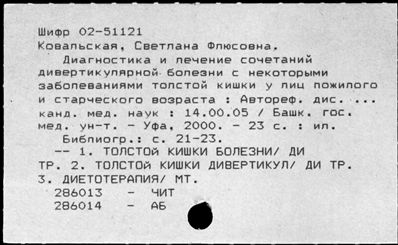 Шифр 02-51121
Ковальская, Светлана Флюсовна.
Диагностика и лечение сочетаний
дивертикулярной болезни с некоторыми
заболеваниями толстой кишки у лиц пожилого
и старческого возраста : Автореф. дис. ...
канд. мед. наук : 14.00.05 / Башк. гос.
мед. ун-т. - Уфа, 2000. - 23 с. : ил.
Библиогр.: с. 21-23.
-- 1. ТОЛСТОЙ КИШКИ БОЛЕЗНИ/ ДИ
ТР. 2. ТОЛСТОЙ КИШКИ ДИВЕРТИКУЛ/ ДИ ТР.
3. ДИЕТОТЕРАПИЯ/ МТ.
286013 - ЧИТ
286014 - АБ